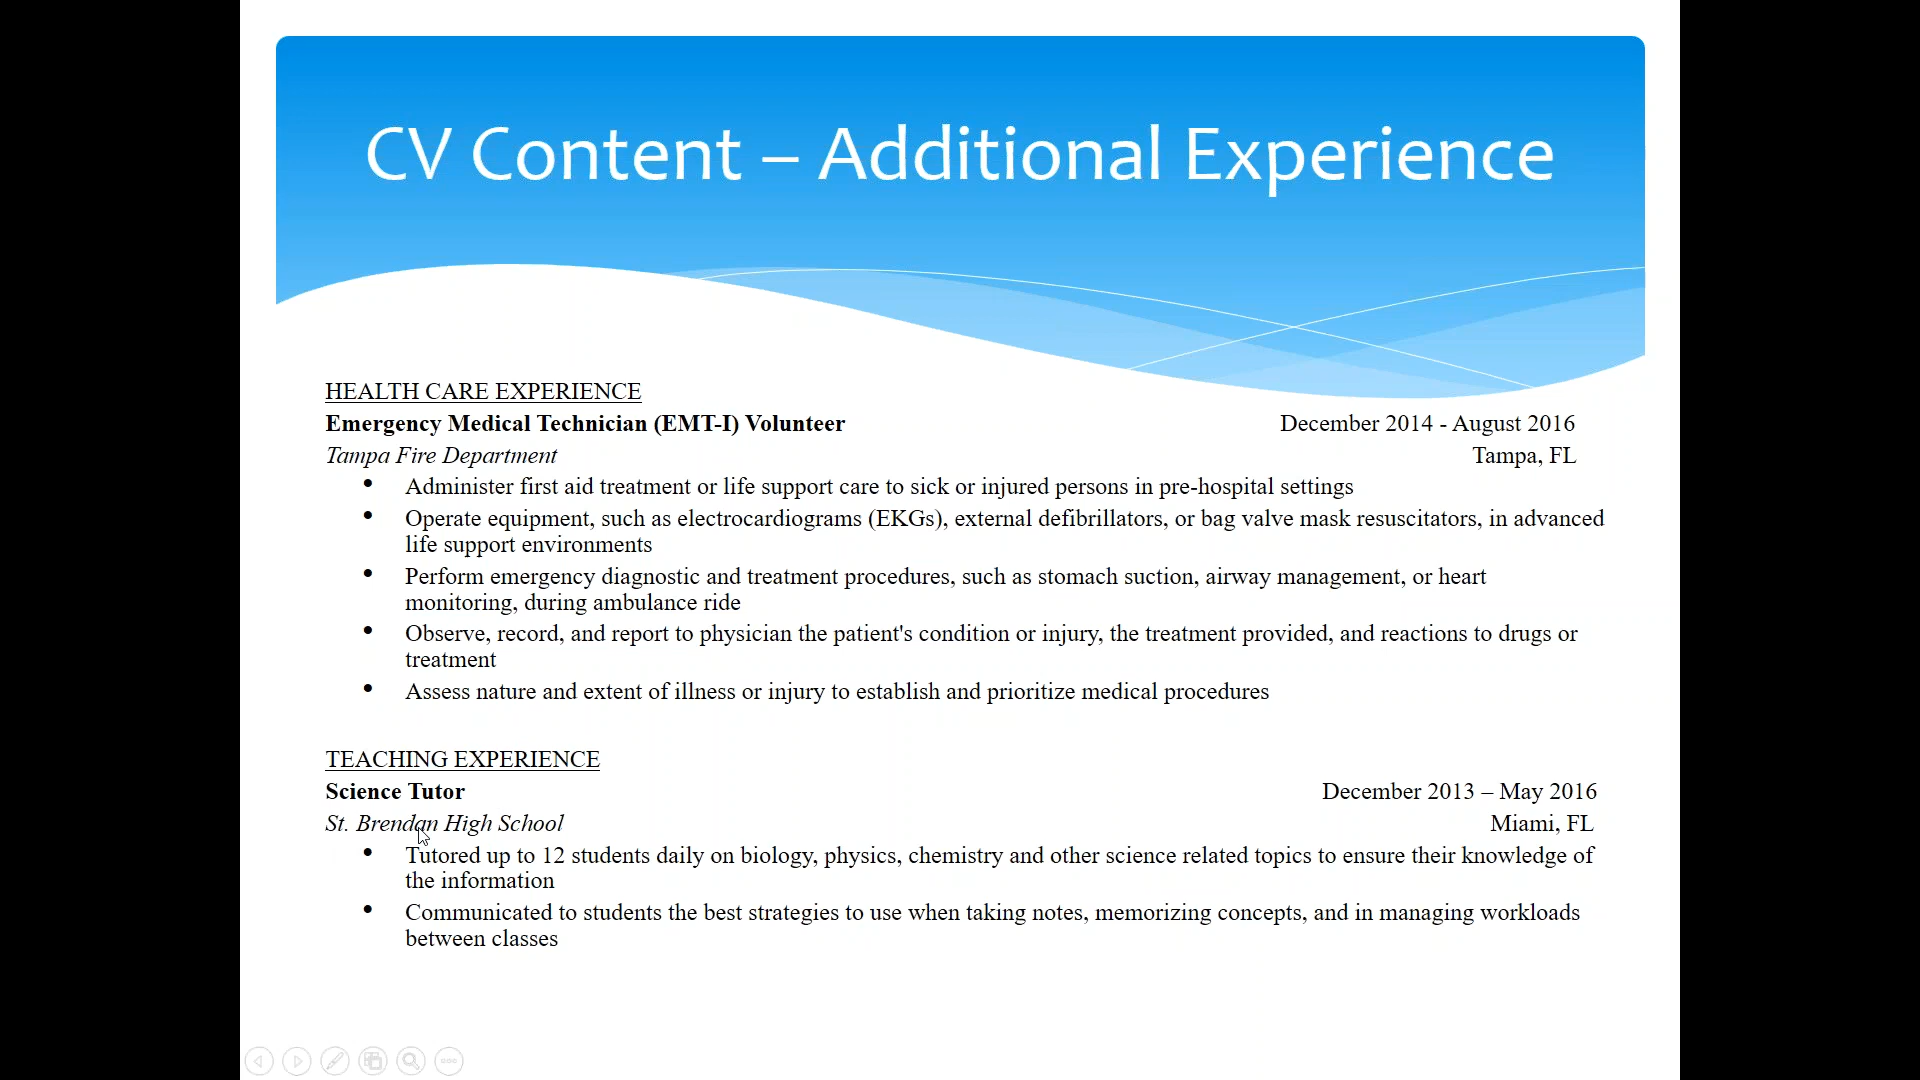 CV Content – Additional Experience
HEALTH CARE EXPERIENCE
Emergency Medical Technician (EMT-I) Volunteer December 2014 - August 2016
Tampa Fire Department Tampa, FL
• Administer first aid treatment or life support care to sick or injured persons in pre-hospital settings
• Operate equipment, such as electrocardiograms (EKGs), external defibrillators, or bag valve mask resuscitators, in advanced
life support environments
• Perform emergency diagnostic and treatment procedures, such as stomach suction, airway management, or heart
monitoring, during ambulance ride
• Observe, record, and report to physician the patient's condition or injury, the treatment provided, and reactions to drugs or
treatment
• Assess nature and extent of illness or injury to establish and prioritize medical procedures
TEACHING EXPERIENCE
Science Tutor December 2013 – May 2016
St. Brendan High School Miami, FL
• Tutored up to 12 students daily on biology, physics, chemistry and other science related topics to ensure their knowledge of
the information
• Communicated to students the best strategies to use when taking notes, memorizing concepts, and in managing workloads
between classes